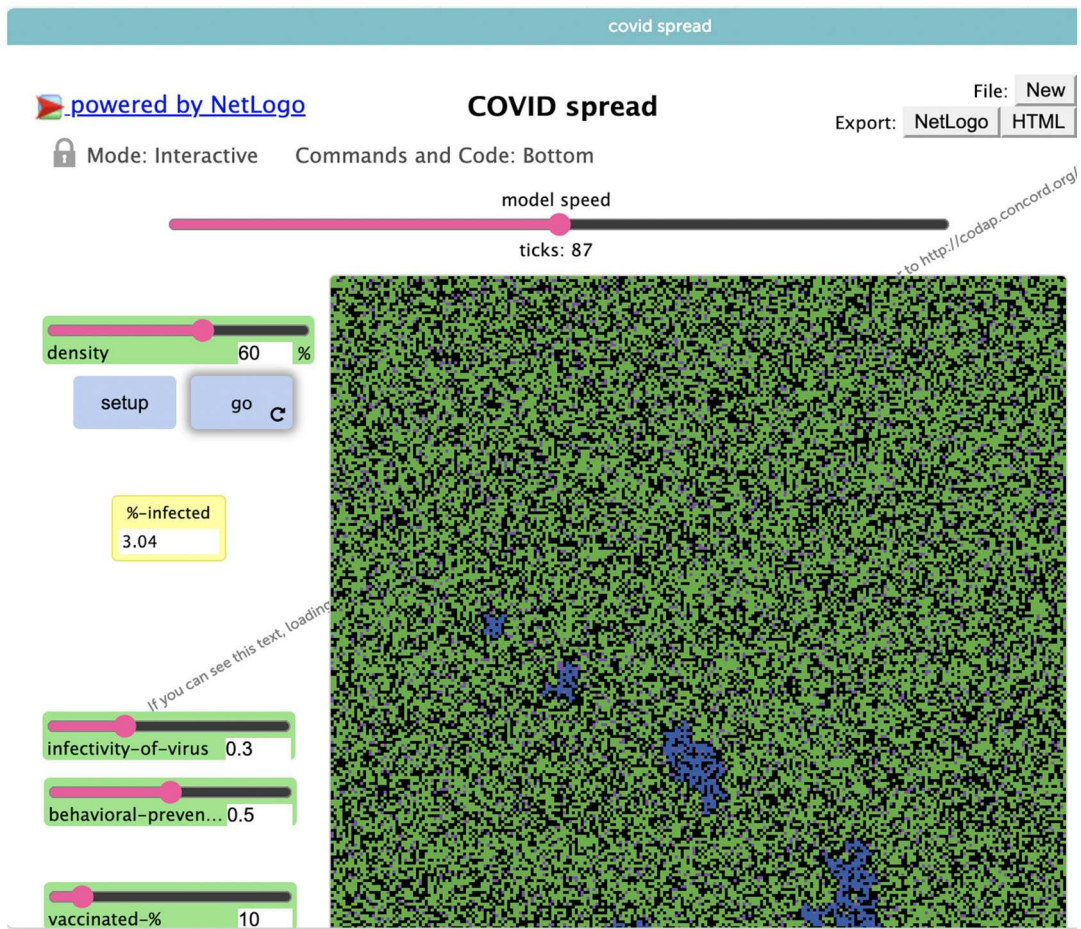 covid spread
powered by NetLogo
COVID spread
File: New
Export: NetLogo HTML
Mode: Interactive Commands and Code: Bottom
model speed
ticks: 87
r to http://codap.concord.org/
density 60 %
setup go
%-infected
3.04
If you can see this text, loading
infectivity-of-virus 0.3
behavioral-preven... 0.5
vaccinated-% 10